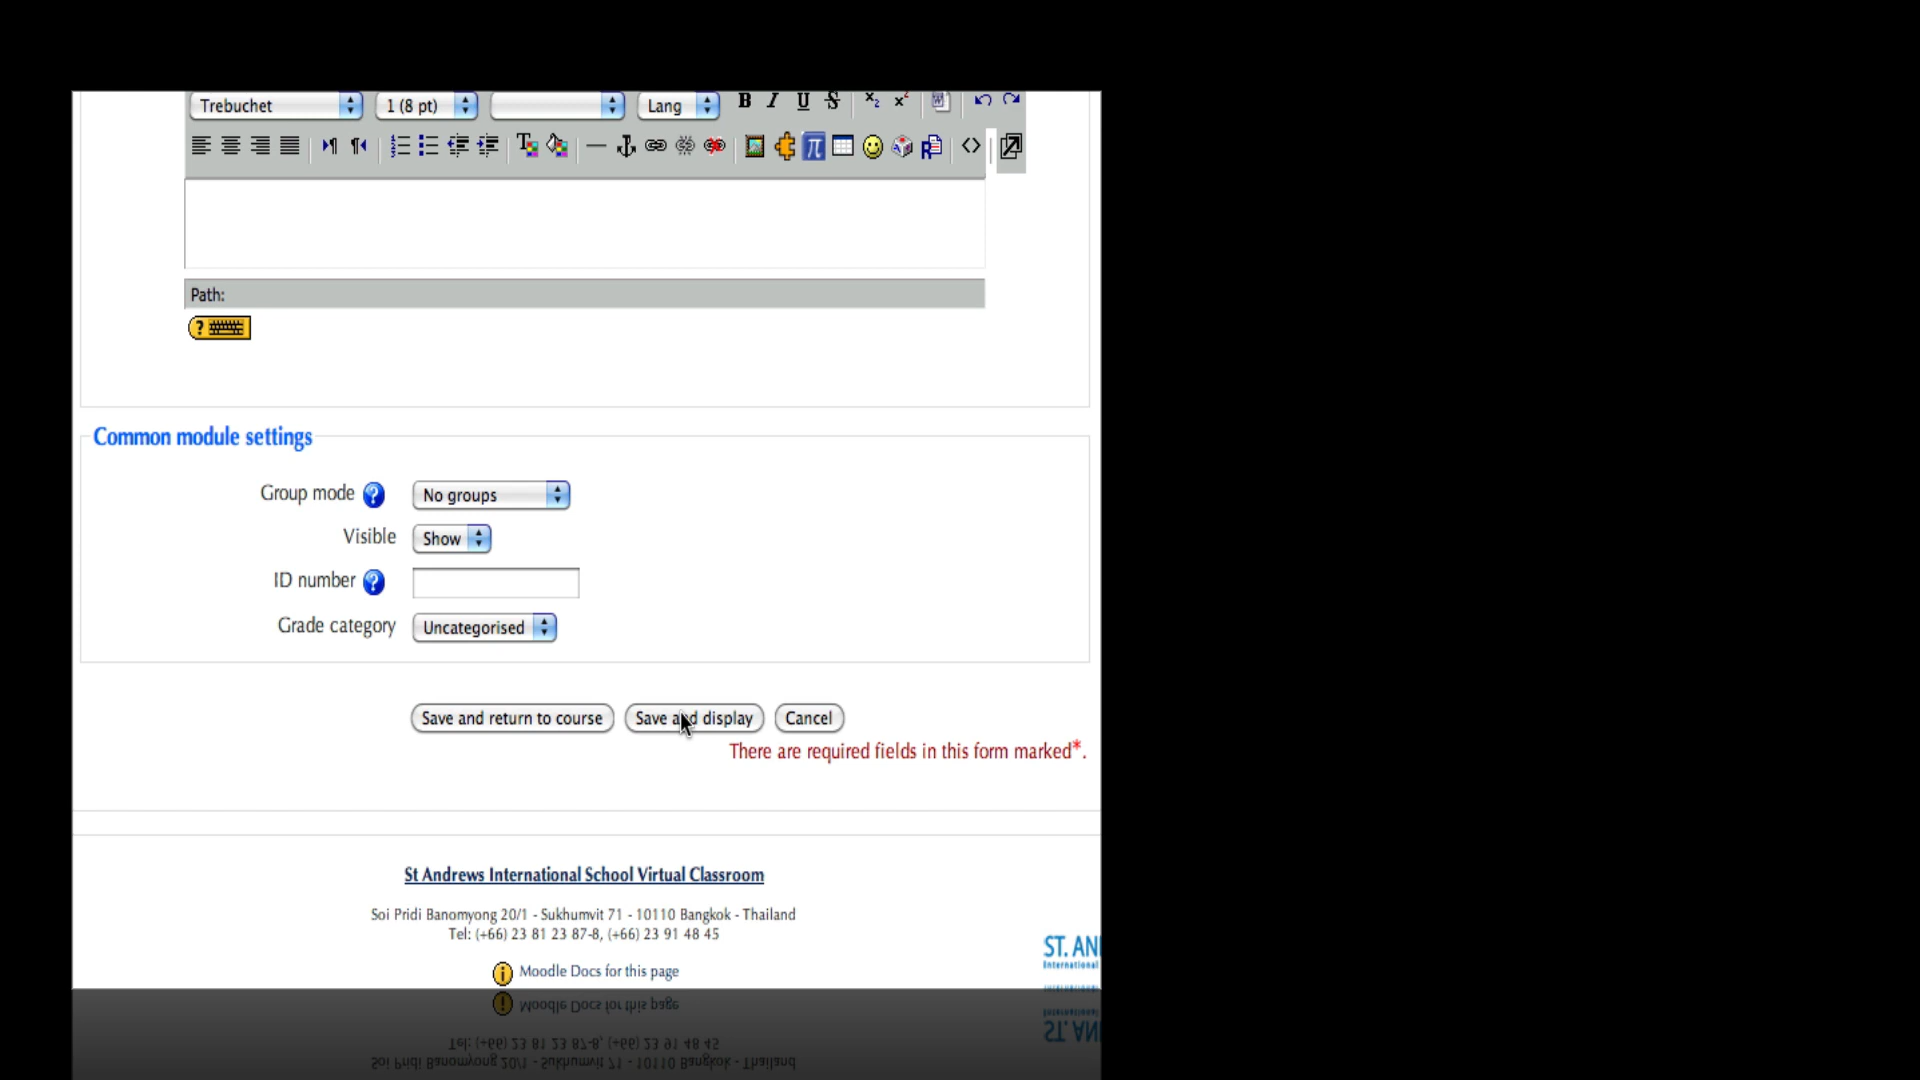 Trebuchet 1 (8 pt) Lang B I U S x₂ x²
Path:
?
Common module settings
Group mode ? No groups
Visible Show
ID number ?
Grade category Uncategorised
Save and return to course Save and display Cancel
There are required fields in this form marked*.
St Andrews International School Virtual Classroom
Soi Pridi Banomyong 20/1 - Sukhumvit 71 - 10110 Bangkok - Thailand
Tel: (+66) 23 81 23 87-8, (+66) 23 91 48 45
i Moodle Docs for this page
ST. AN
International